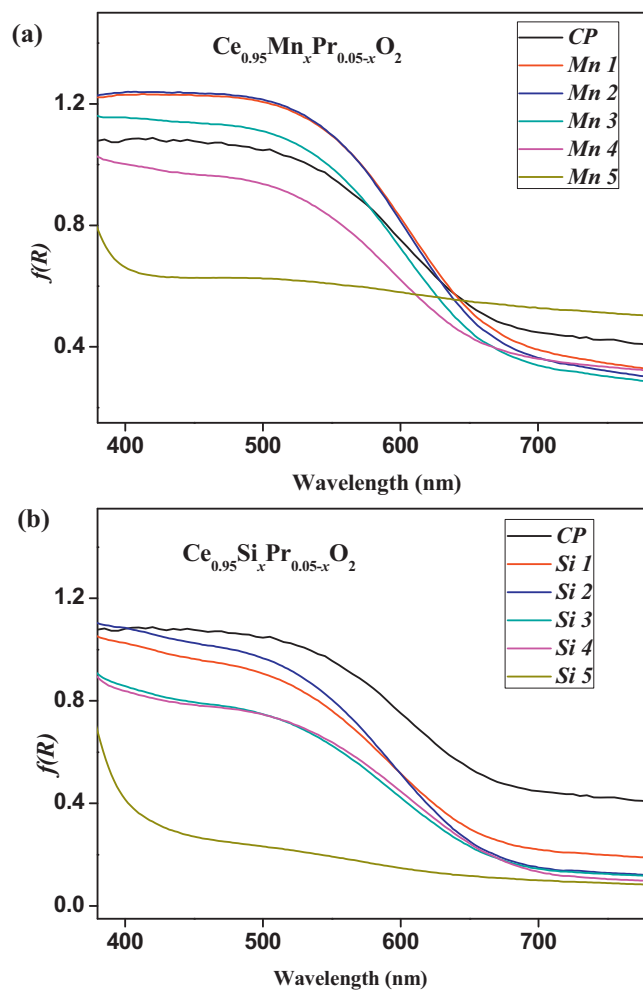 (a)
Ce0.95MnxPr0.05-xO2
CP
Mn 1
Mn 2
Mn 3
Mn 4
Mn 5
f(R)
1.2
0.8
0.4
400 500 600 700
Wavelength (nm)
(b)
Ce0.95SixPr0.05-xO2
CP
Si 1
Si 2
Si 3
Si 4
Si 5
f(R)
1.2
0.8
0.4
0.0
400 500 600 700
Wavelength (nm)